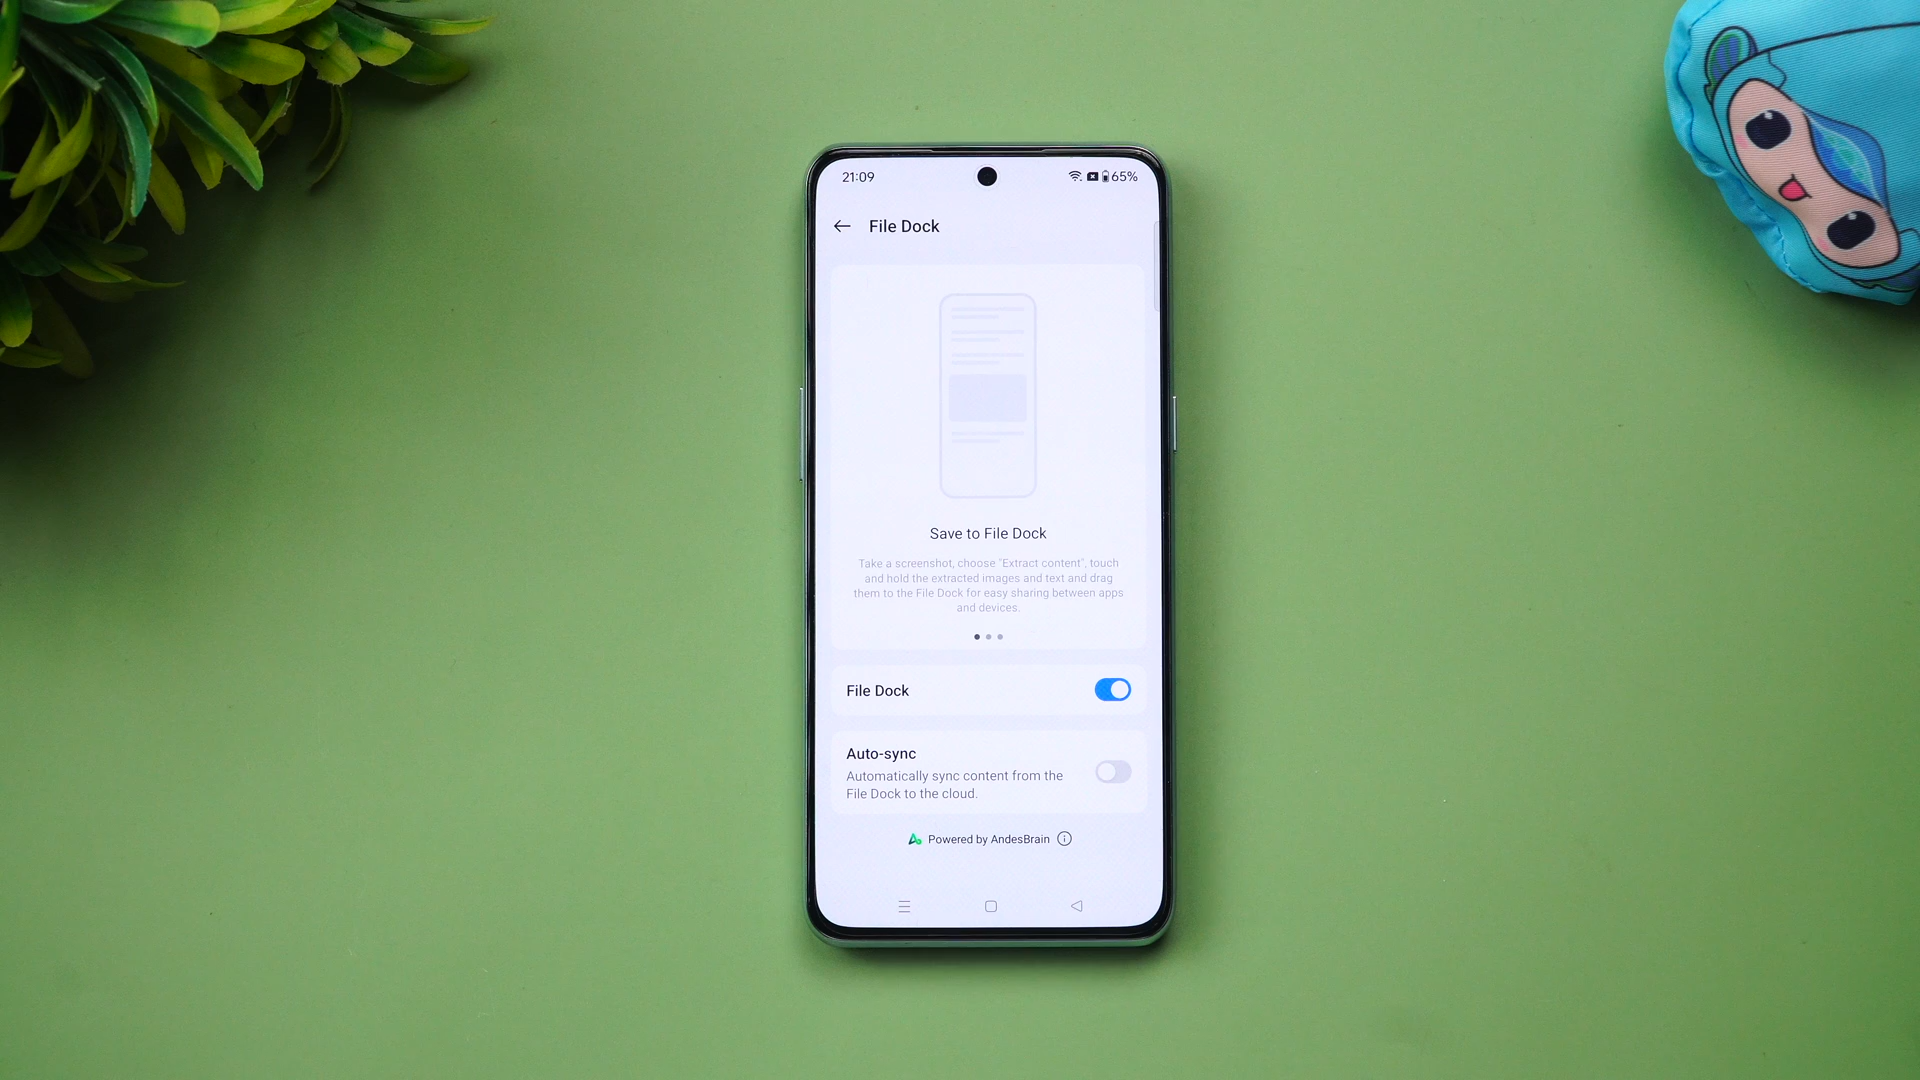 21:09
65%
File Dock
Save to File Dock
Take a screenshot, choose "Extract content", touch
and hold the extracted images and text and drag
them to the File Dock for easy sharing between apps
and devices.
File Dock
Auto-sync
Automatically sync content from the
File Dock to the cloud.
Powered by AndesBrain